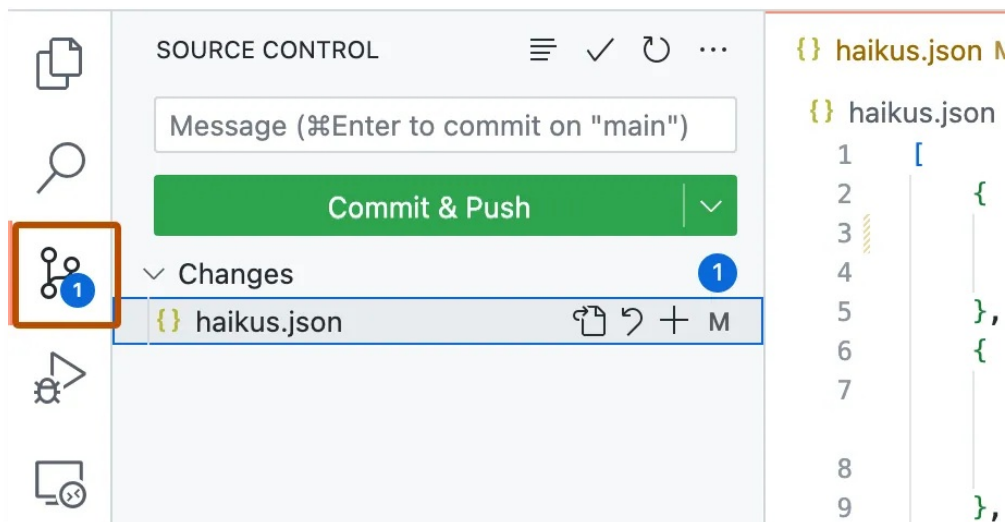 SOURCE CONTROL
Message (⌘Enter to commit on "main")
Commit & Push
1
Changes
1
{} haikus.json
M
{} haikus.json
{} haikus.json
1 [
2 {
3
4
5 },
6 {
7
8
9 },